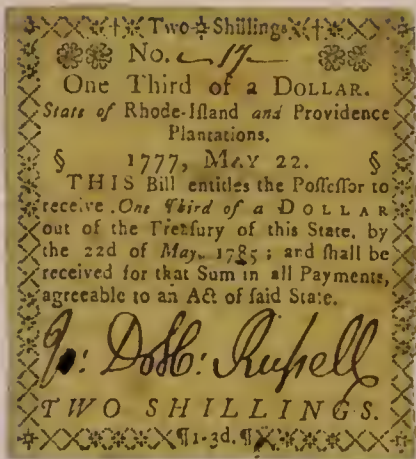 Two Shillings
No. 17
One Third of a DOLLAR.
State of Rhode-Iſland and Providence
Plantations.
§ 1777, MAY 22. §
THIS Bill entitles the Poſſeſſor to
receive One Third of a DOLLAR
out of the Treaſury of this State, by
the 22d of May, 1785; and ſhall be
received for that Sum in all Payments,
agreeable to an Act of ſaid State.
Ruſsell
TWO SHILLINGS.
¶1-3d.¶